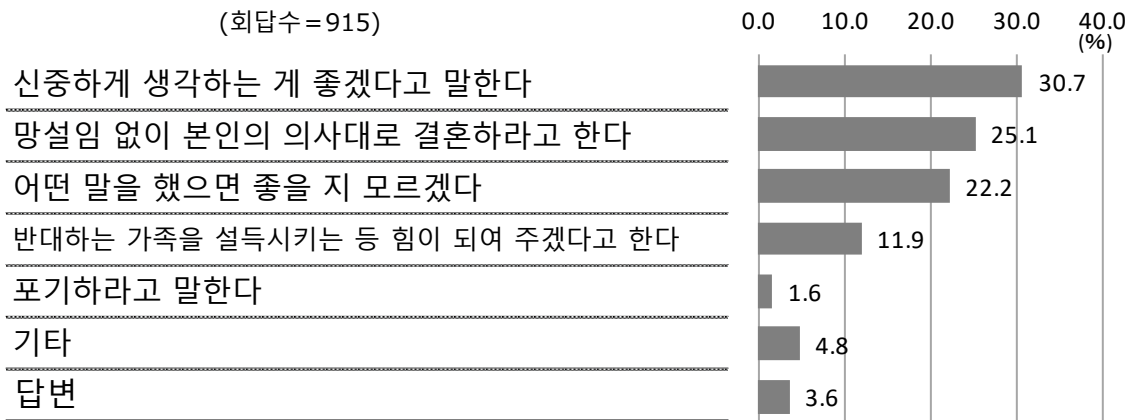 (회답수=915)
0.0 10.0 20.0 30.0 40.0
(%)
신중하게 생각하는 게 좋겠다고 말한다 30.7
망설임 없이 본인의 의사대로 결혼하라고 한다 25.1
어떤 말을 했으면 좋을 지 모르겠다 22.2
반대하는 가족을 설득시키는 등 힘이 되여 주겠다고 한다 11.9
포기하라고 말한다 1.6
기타 4.8
답변 3.6